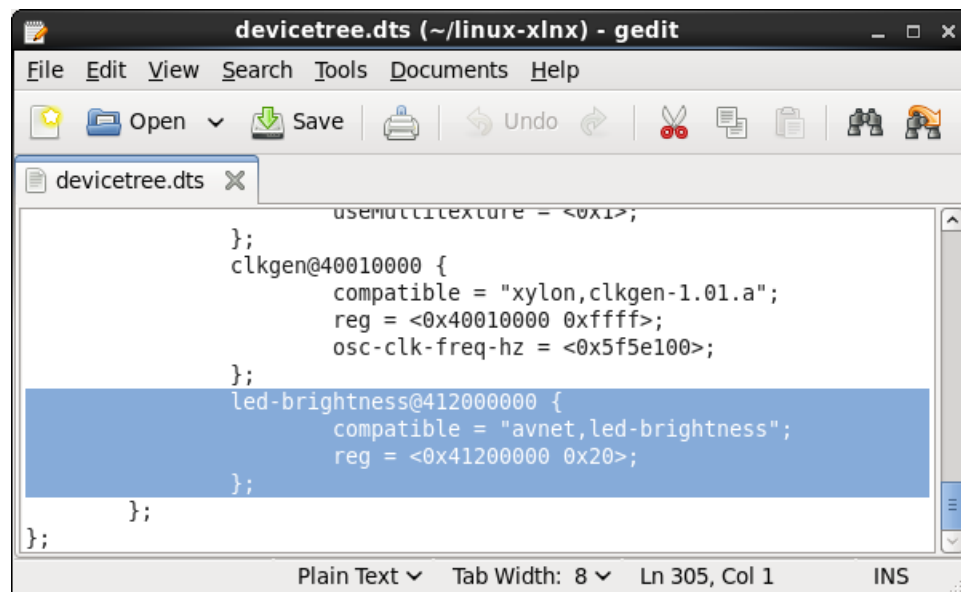 devicetree.dts (~/linux-xlnx) - gedit
File Edit View Search Tools Documents Help
Open Save Undo
devicetree.dts
useMultitexture = <0x1>;
};
clkgen@40010000 {
compatible = "xylon,clkgen-1.01.a";
reg = <0x40010000 0xffff>;
osc-clk-freq-hz = <0x5f5e100>;
};
led-brightness@412000000 {
compatible = "avnet,led-brightness";
reg = <0x41200000 0x20>;
};
};
};
Plain Text Tab Width: 8 Ln 305, Col 1 INS